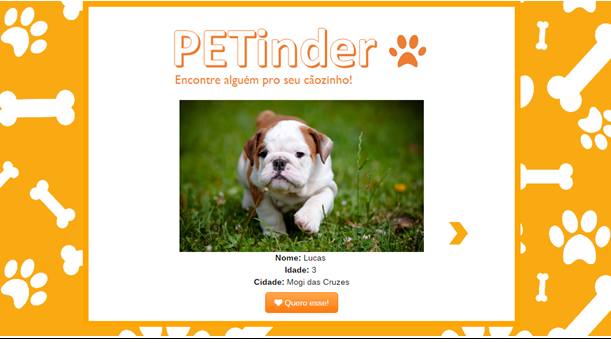 PETinder
Encontre alguém pro seu cãozinho!
Nome: Lucas
Idade: 3
Cidade: Mogi das Cruzes
Quero esse!